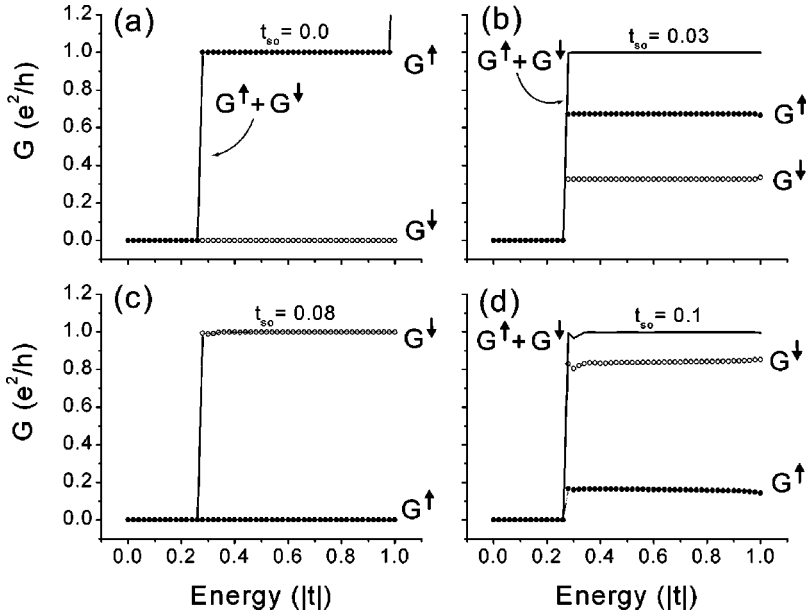 (a)
t_so = 0.0
G↑
G↑+G↓
G↓
1.2
1.0
0.8
0.6
0.4
0.2
0.0
G (e²/h)
(b)
t_so = 0.03
G↑+G↓
G↑
G↓
(c)
t_so = 0.08
G↓
G↑
1.2
1.0
0.8
0.6
0.4
0.2
0.0
G (e²/h)
0.0 0.2 0.4 0.6 0.8 1.0
Energy (|t|)
(d)
t_so = 0.1
G↑+G↓
G↓
G↑
0.0 0.2 0.4 0.6 0.8 1.0
Energy (|t|)